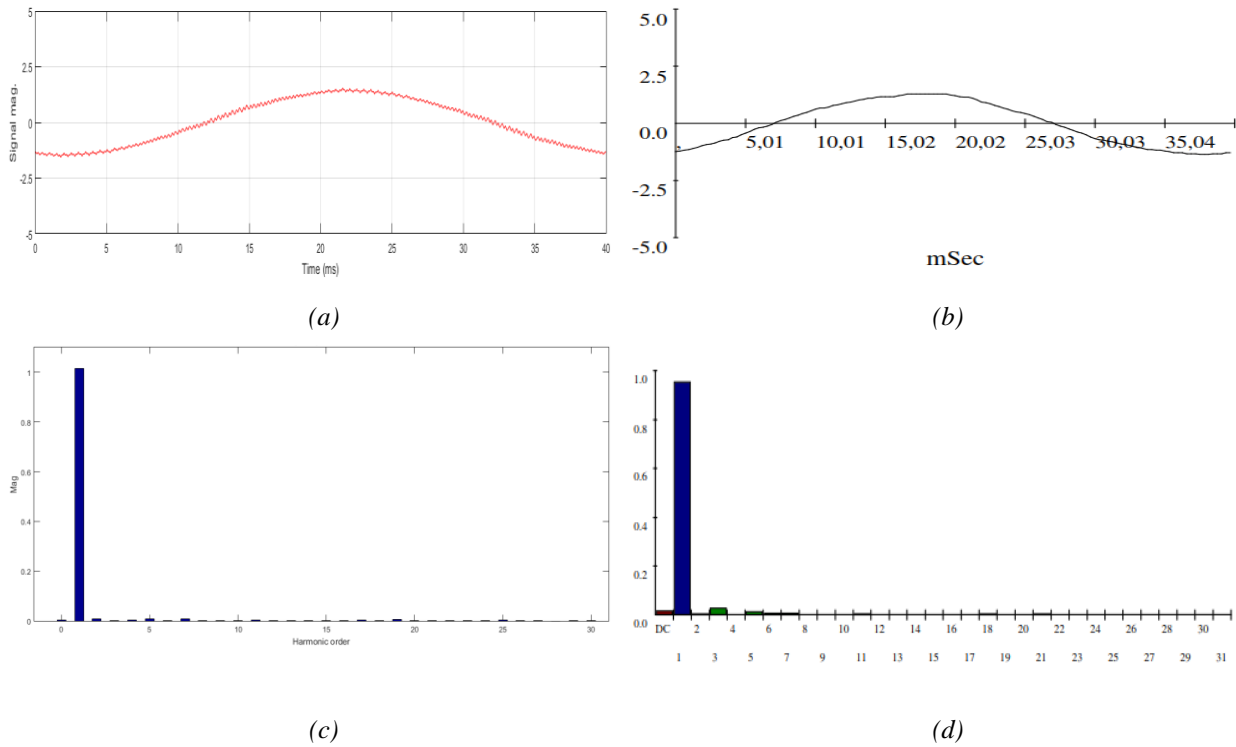 5
2.5
0
-2.5
-5
Signal mag.
0 5 10 15 20 25 30 35 40
Time (ms)
(a)
5.0
2.5
0.0
-2.5
-5.0
5,01 10,01 15,02 20,02 25,03 30,03 35,04
mSec
(b)
1
0.8
0.6
0.4
0.2
0
Mag
0 5 10 15 20 25 30
Harmonic order
(c)
1.0
0.8
0.6
0.4
0.2
0.0
DC 2 4 6 8 10 12 14 16 18 20 22 24 26 28 30
1 3 5 7 9 11 13 15 17 19 21 23 25 27 29 31
(d)